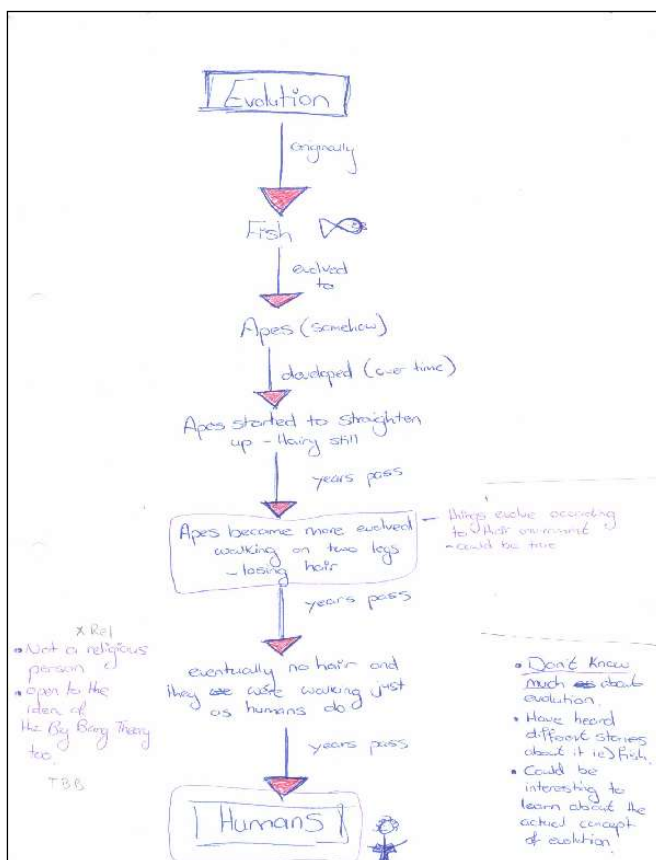 Evolution
originally
Fish
evolved
to
Apes (somehow)
developed (over time)
Apes started to straighten
up - Hairy still
years pass
Apes became more evolved
walking on two legs
- losing hair
things evolve according
to their environment
- could be true
years pass
x Rel
• Not a religious
person
• open to the
idea of
the Big Bang Theory
too.
TBB
eventually no hair and
they were walking just
as humans do
years pass
Humans
• Don't Know
much about
evolution.
• Have heard
different stories
about it ie) fish.
• Could be
interesting to
learn about the
actual concept
of evolution